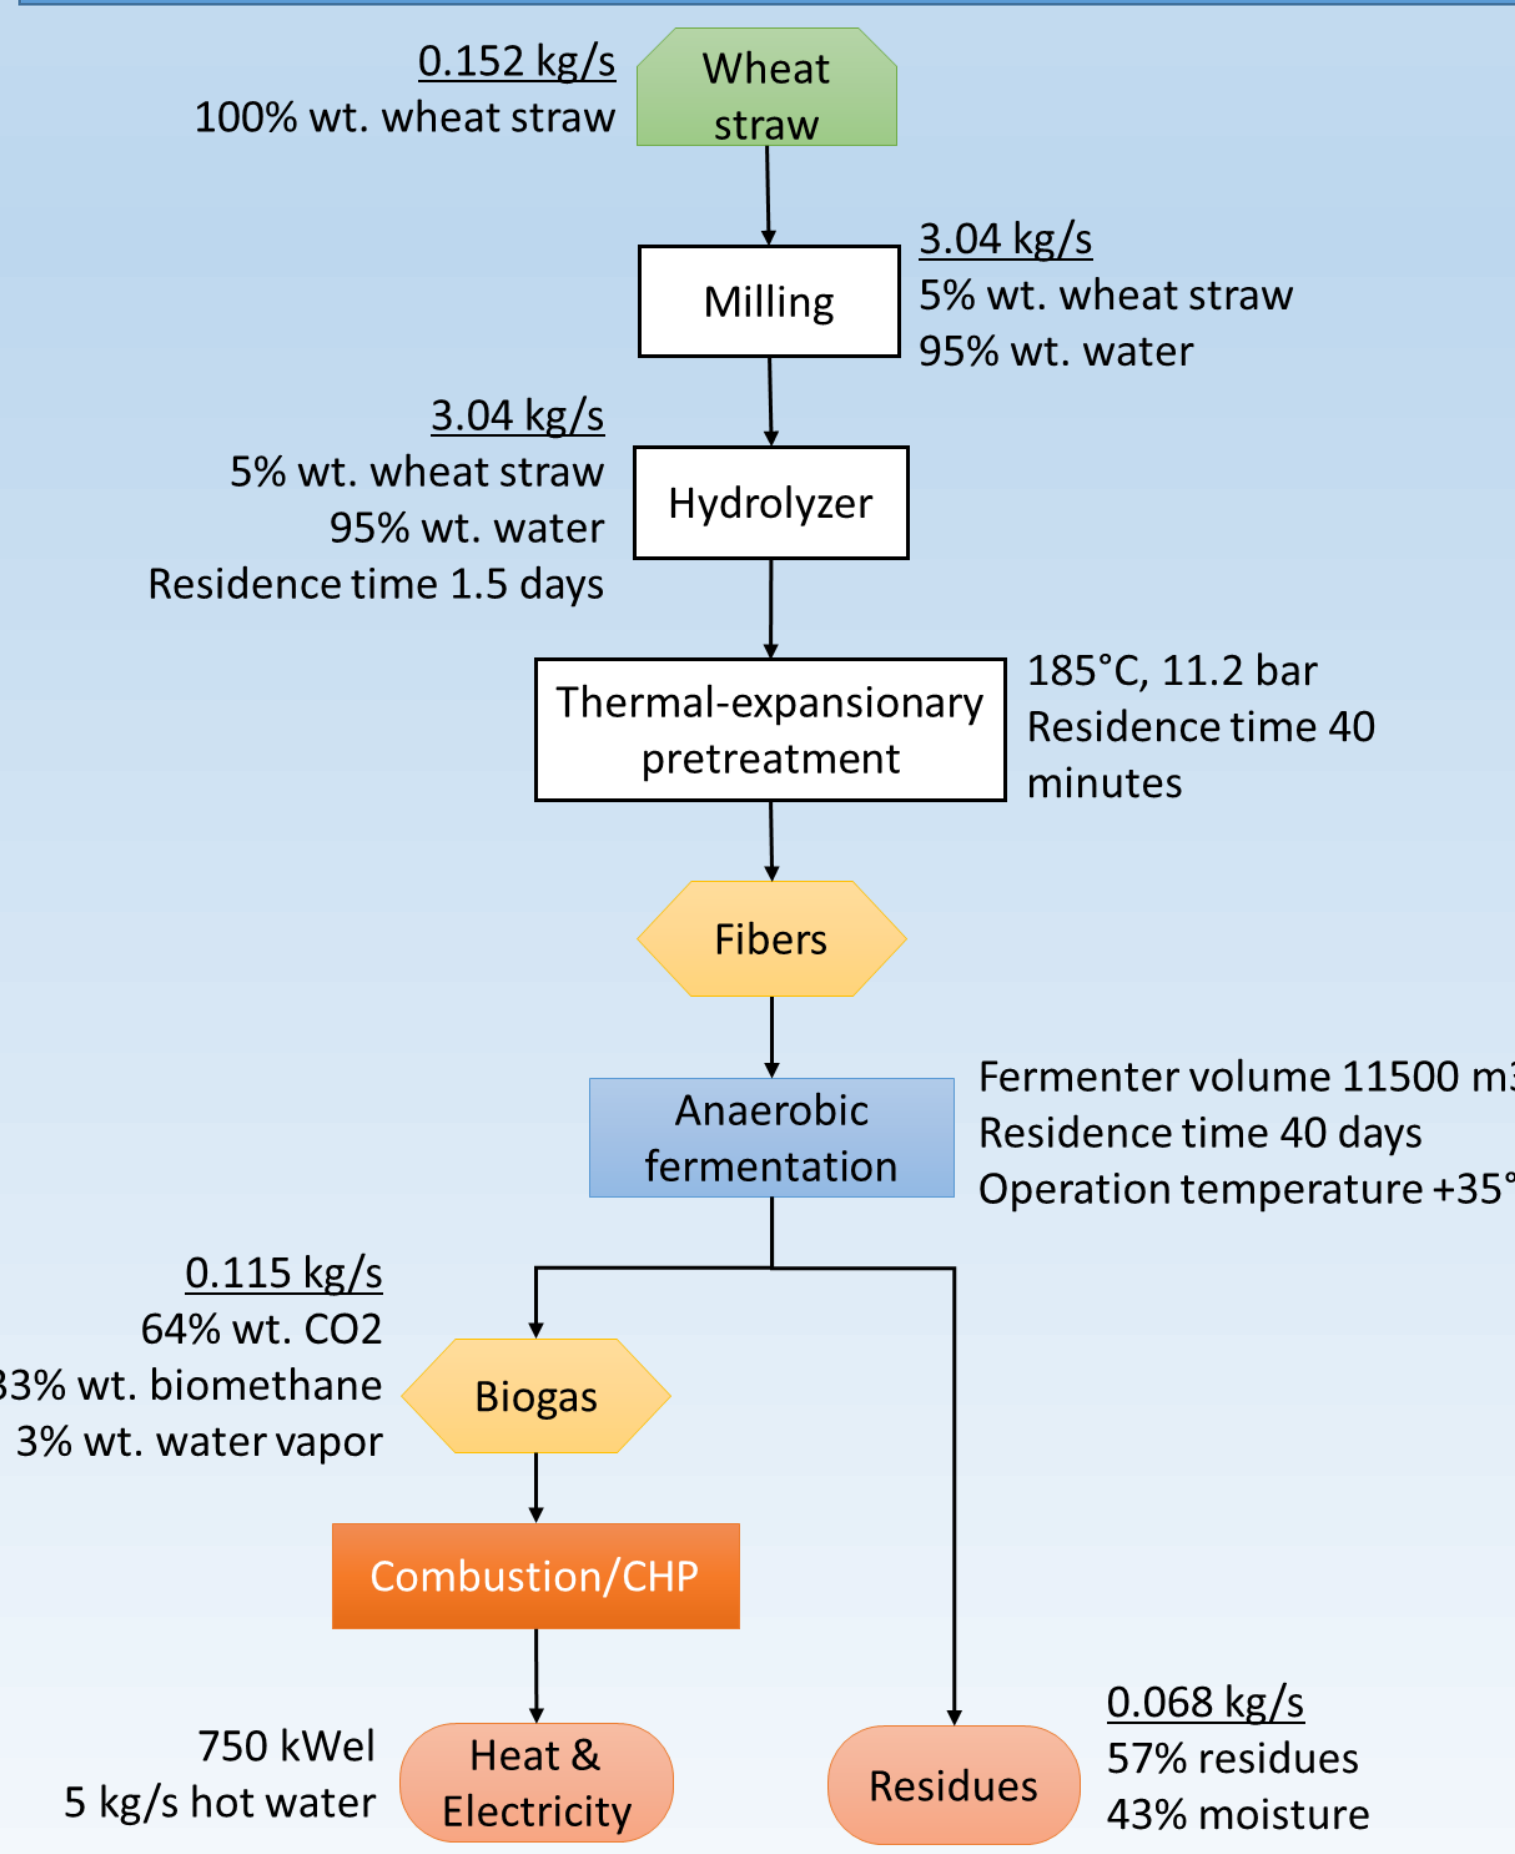 0.152 kg/s
100% wt. wheat straw
Wheat
straw
Milling
3.04 kg/s
5% wt. wheat straw
95% wt. water
3.04 kg/s
5% wt. wheat straw
95% wt. water
Residence time 1.5 days
Hydrolyzer
Thermal-expansionary
pretreatment
185°C, 11.2 bar
Residence time 40
minutes
Fibers
Anaerobic
fermentation
Fermenter volume 11500 m3
Residence time 40 days
Operation temperature +35°
0.115 kg/s
64% wt. CO2
33% wt. biomethane
3% wt. water vapor
Biogas
Combustion/CHP
750 kWel
5 kg/s hot water
Heat &
Electricity
Residues
0.068 kg/s
57% residues
43% moisture